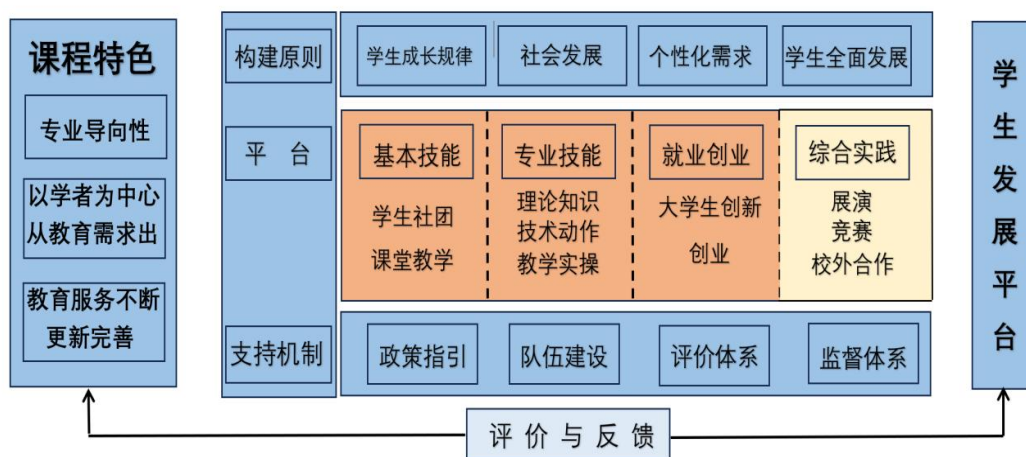 课程特色
专业导向性
以学者为中心
从教育需求出
教育服务不断
更新完善
构建原则
学生成长规律
社会发展
个性化需求
学生全面发展
平 台
基本技能
学生社团
课堂教学
专业技能
理论知识
技术动作
教学实操
就业创业
大学生创新
创业
综合实践
展演
竞赛
校外合作
支持机制
政策指引
队伍建设
评价体系
监督体系
学生发展平台
评价与反馈